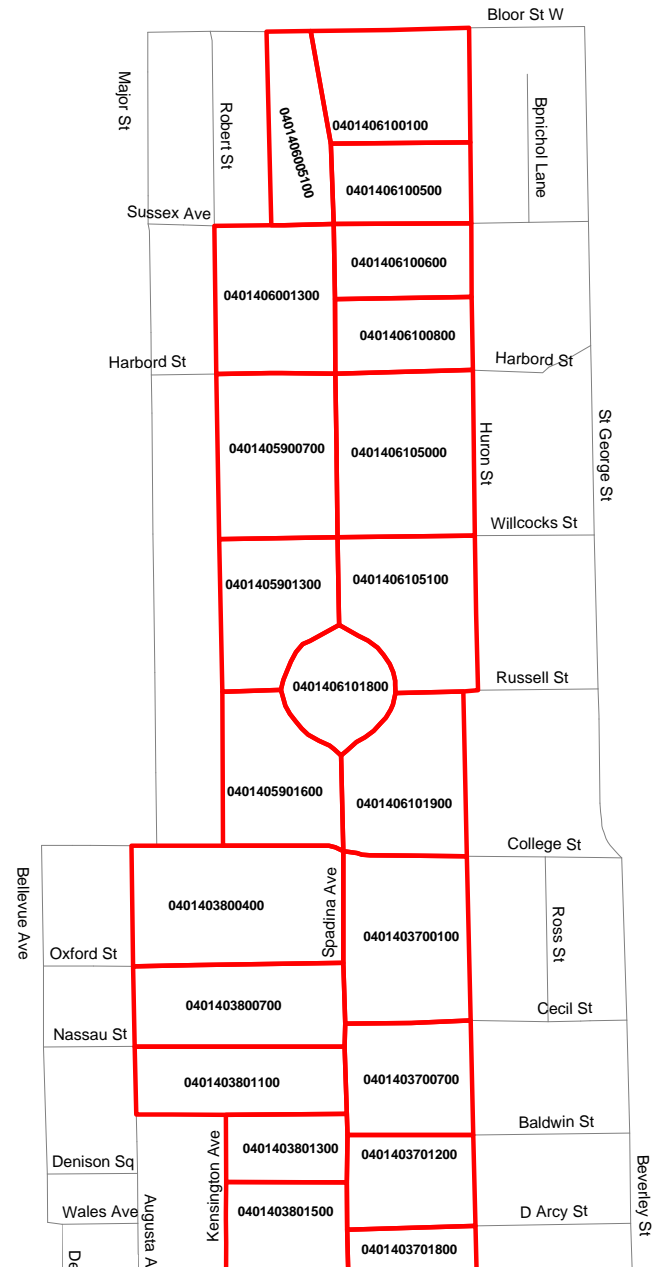 Bloor St W
Major St
Robert St
0401406005100
0401406100100
Bpnichol Lane
0401406100500
Sussex Ave
0401406100600
0401406001300
0401406100800
Harbord St
Harbord St
0401405900700
0401406105000
Huron St
St George St
Willcocks St
0401405901300
0401406105100
0401406101800
Russell St
0401405901600
0401406101900
College St
Bellevue Ave
0401403800400
Spadina Ave
0401403700100
Ross St
Oxford St
0401403800700
Cecil St
Nassau St
0401403801100
0401403700700
Baldwin St
Kensington Ave
0401403801300
0401403701200
Denison Sq
Beverley St
Wales Ave
Augusta A
0401403801500
D Arcy St
De
0401403701800